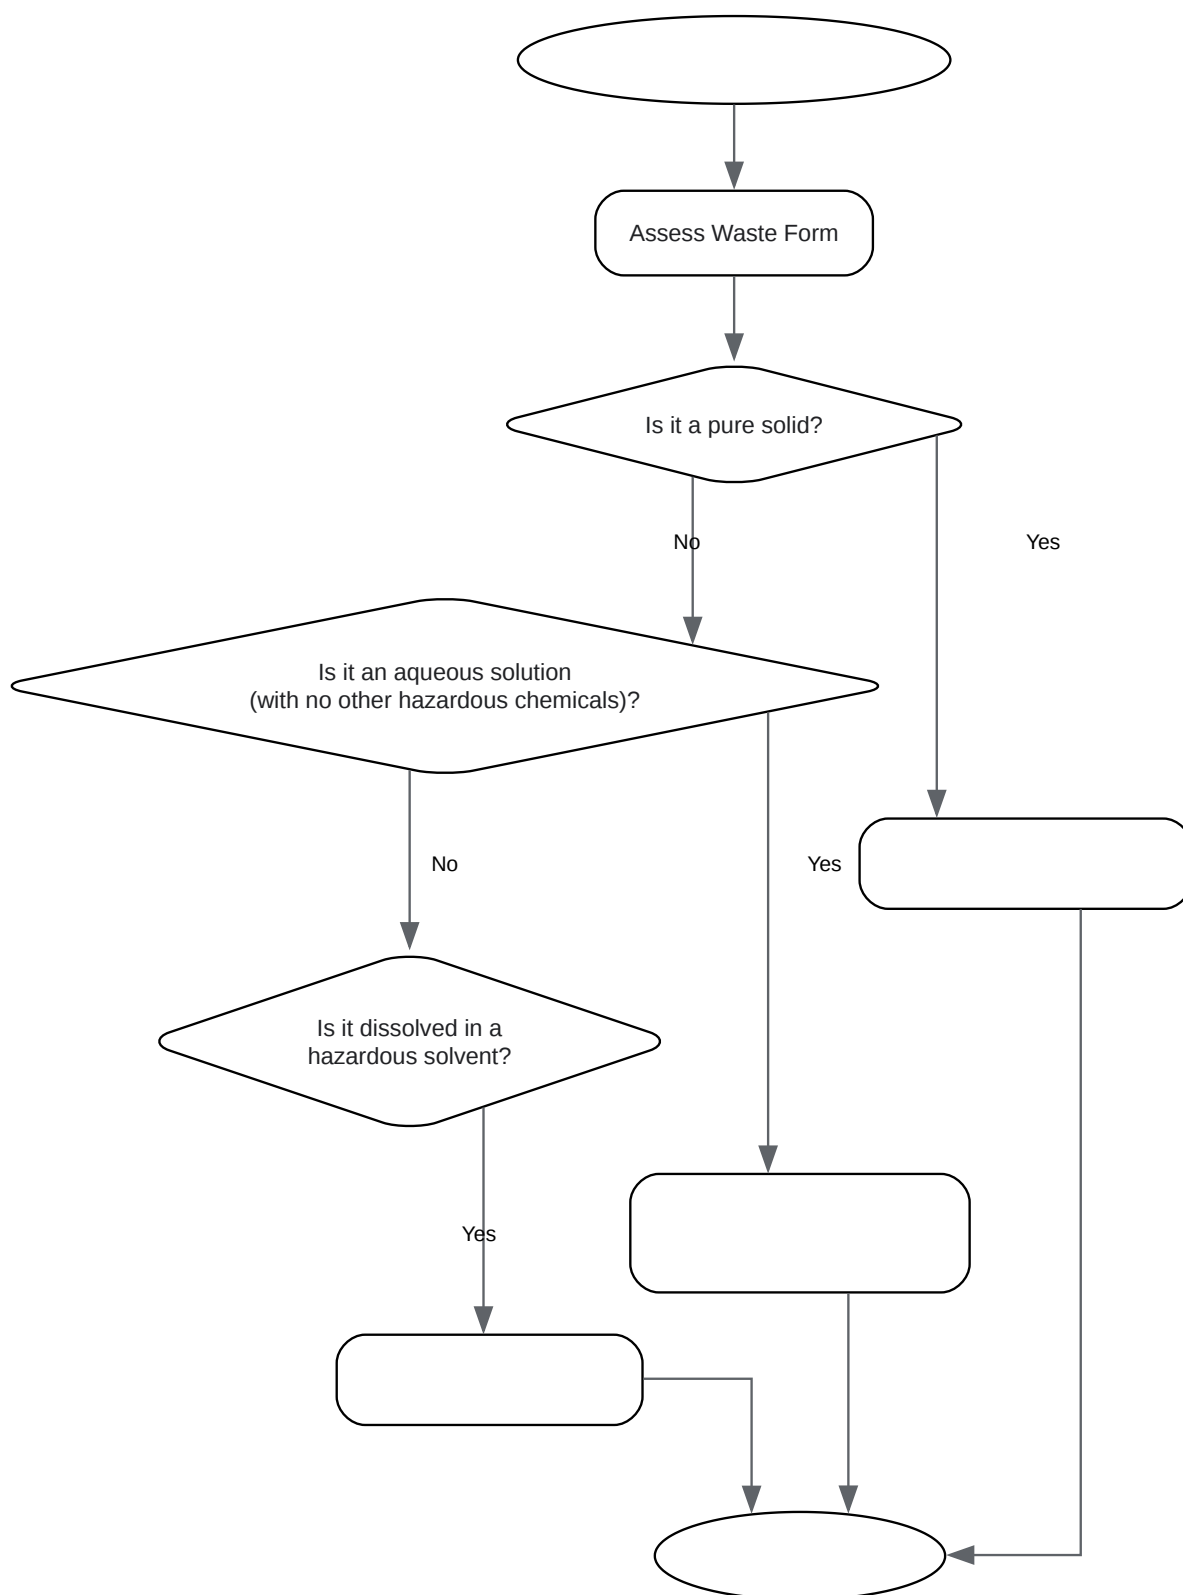 Assess Waste Form
Is it a pure solid?
No
Yes
Is it an aqueous solution
(with no other hazardous chemicals)?
No
Yes
Is it dissolved in a
hazardous solvent?
Yes